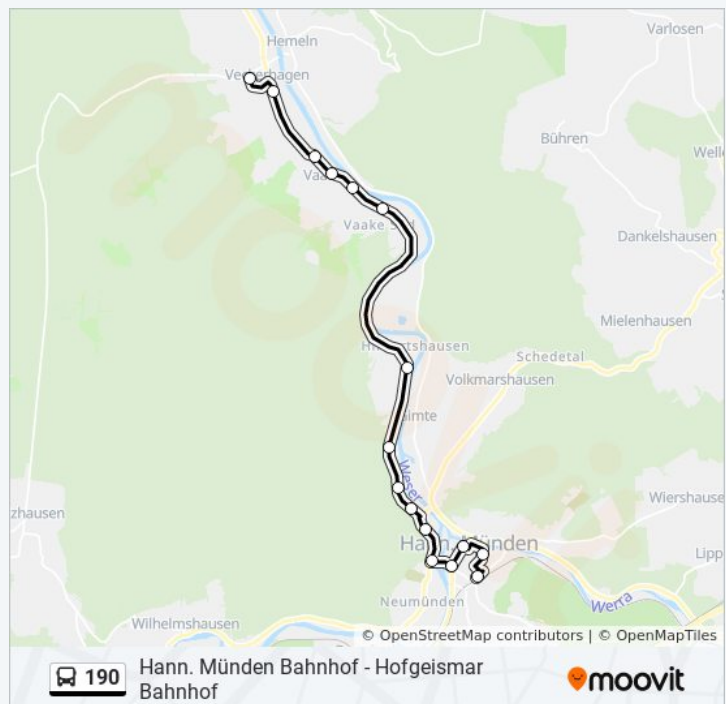 Hemeln
Varlosen
Veckerhagen
Bühren
Vaake Süd
Dankelshausen
Mielenhausen
Schedetal
Volkmarshausen
Weser
Hann. Münden
Neumünden
Wilhelmshausen
Werra
© OpenStreetMap contributors | © OpenMapTiles
190
Hann. Münden Bahnhof - Hofgeismar
Bahnhof
moovit